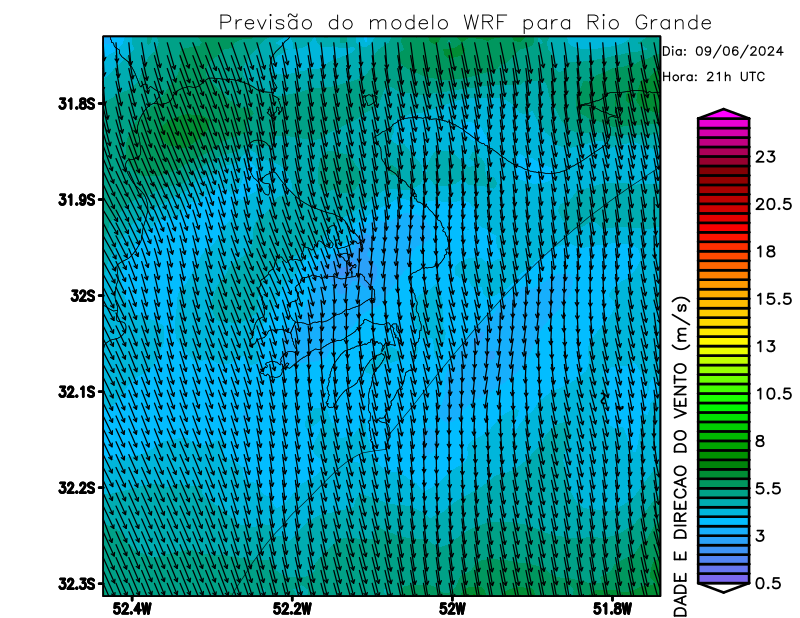 Previsão do modelo WRF para Rio Grande
Dia: 09/06/2024
Hora: 21h UTC
31.8S
31.9S
32S
32.1S
32.2S
32.3S
52.4W
52.2W
52W
51.8W
23
20.5
18
15.5
13
10.5
8
5.5
3
0.5
DADE E DIRECAO DO VENTO (m/s)